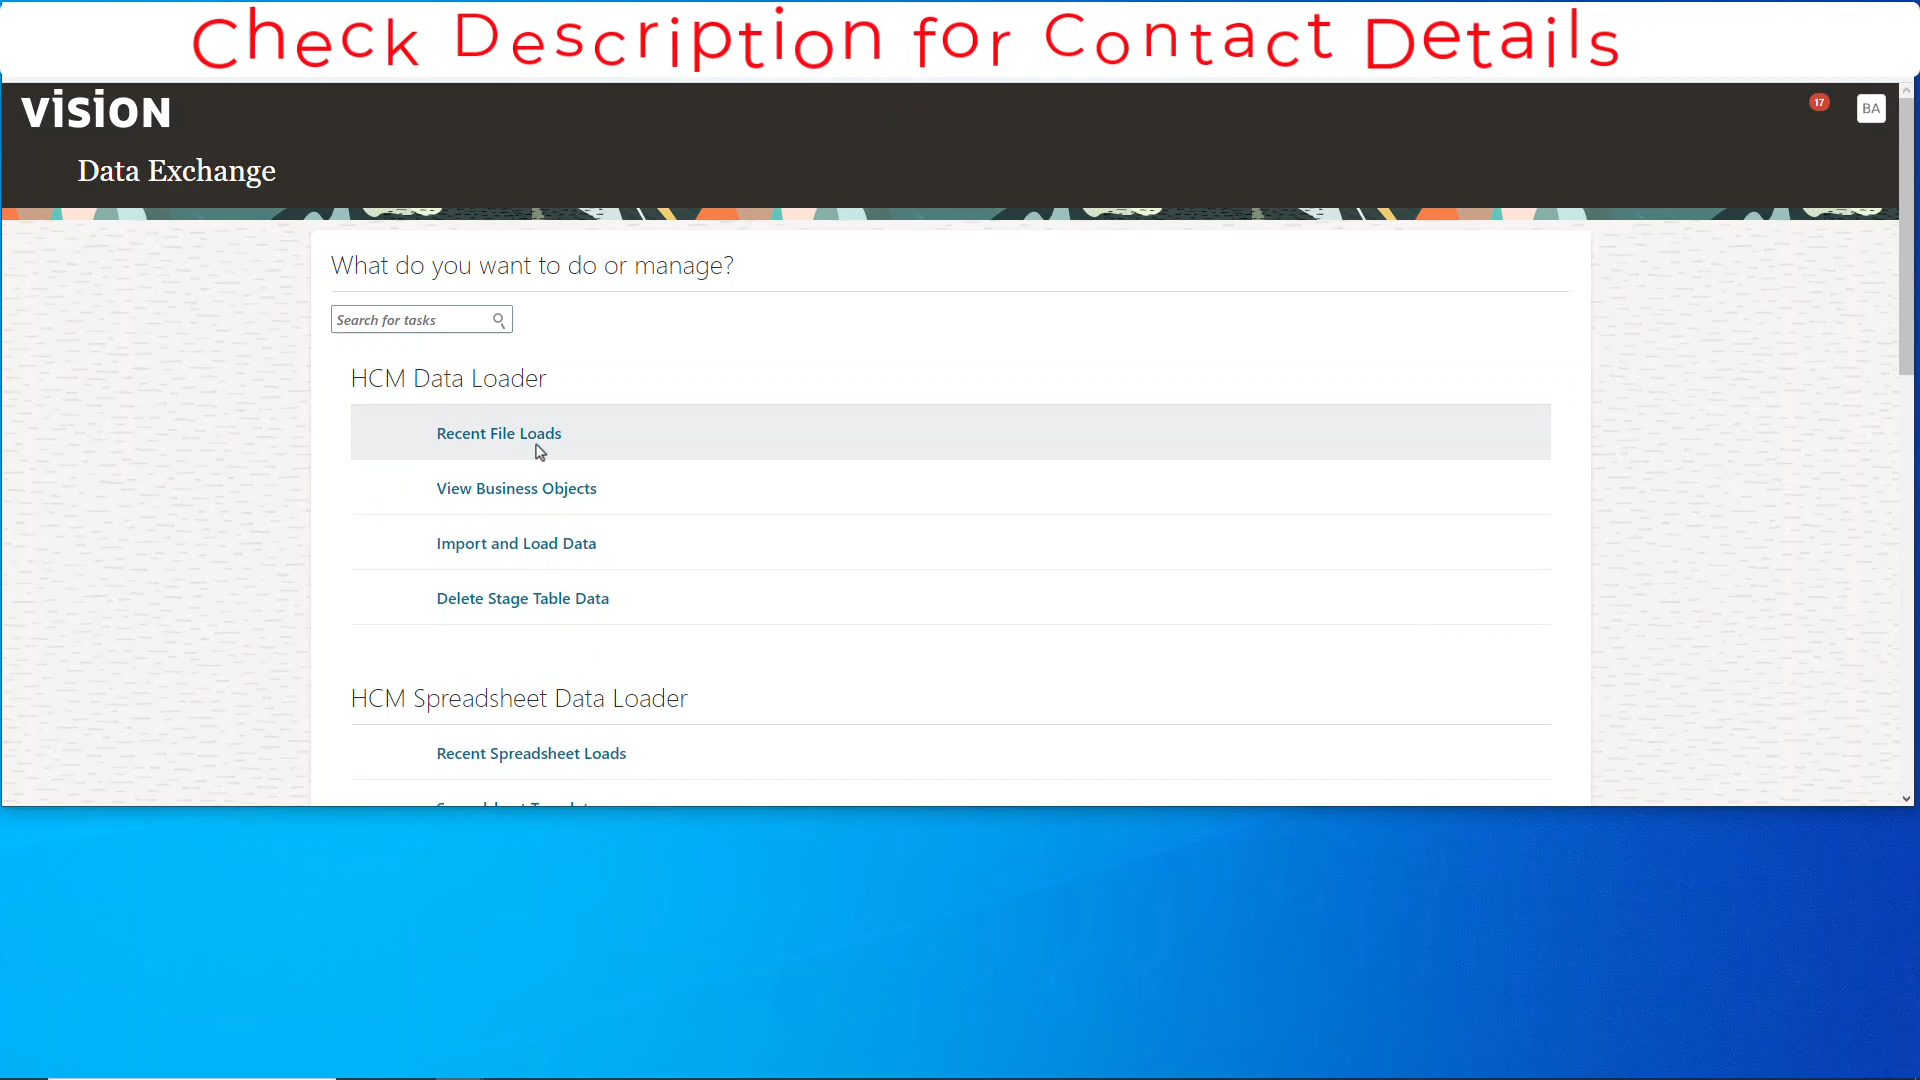 Check Description for Contact Details
VISION
17
BA
Data Exchange
What do you want to do or manage?
Search for tasks
HCM Data Loader
Recent File Loads
View Business Objects
Import and Load Data
Delete Stage Table Data
HCM Spreadsheet Data Loader
Recent Spreadsheet Loads